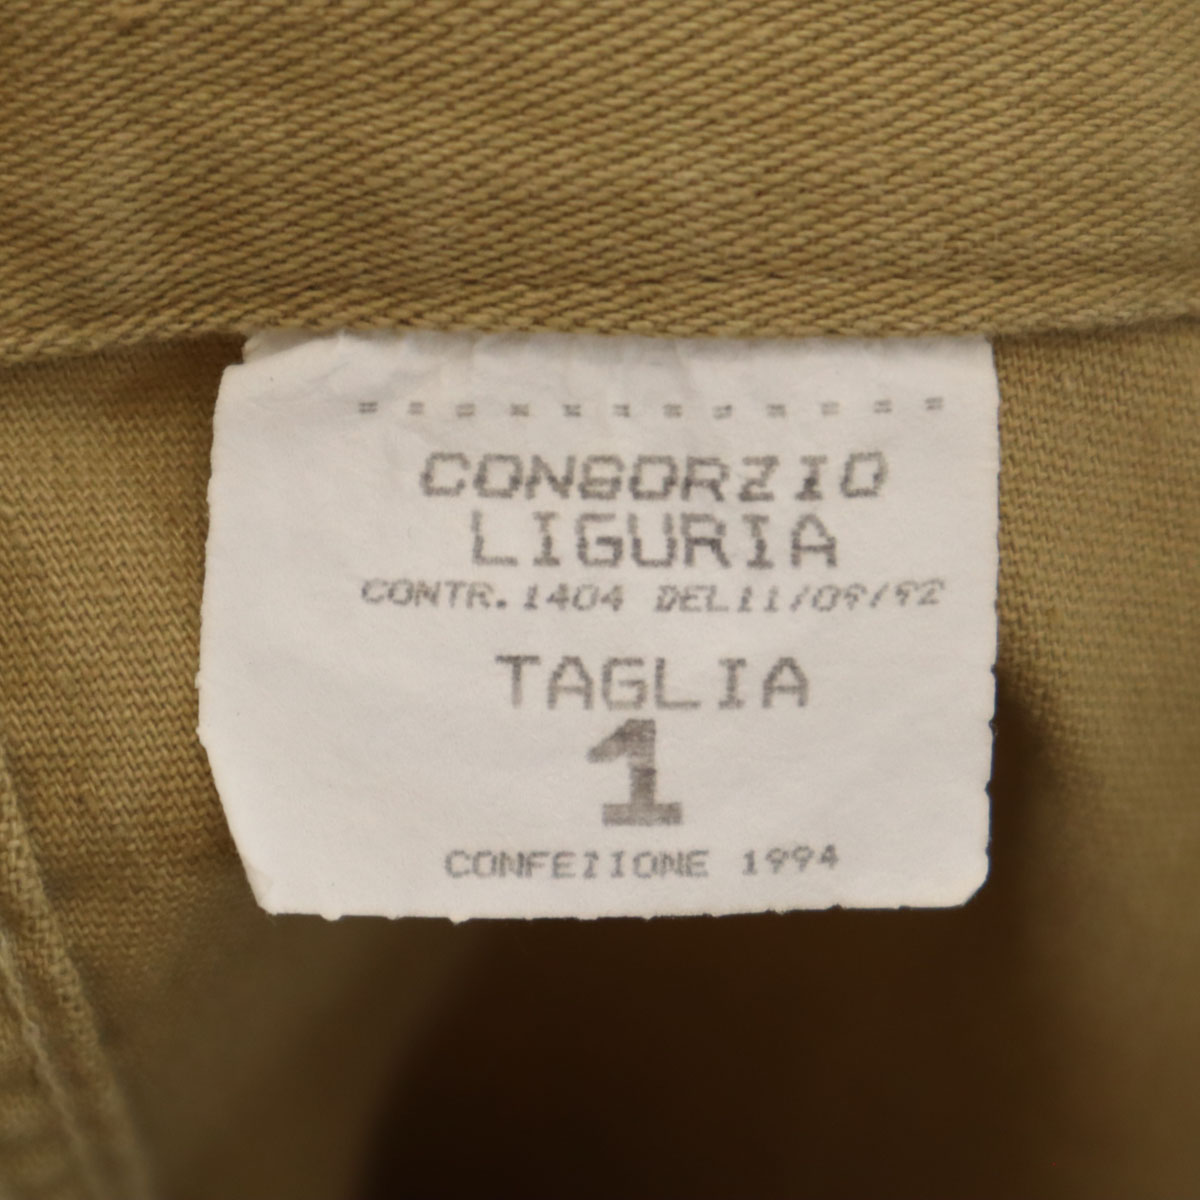 CONSORZIO
LIGURIA
CONTR.1404 DEL11/09/92
TAGLIA
1
CONFEZIONE 1994